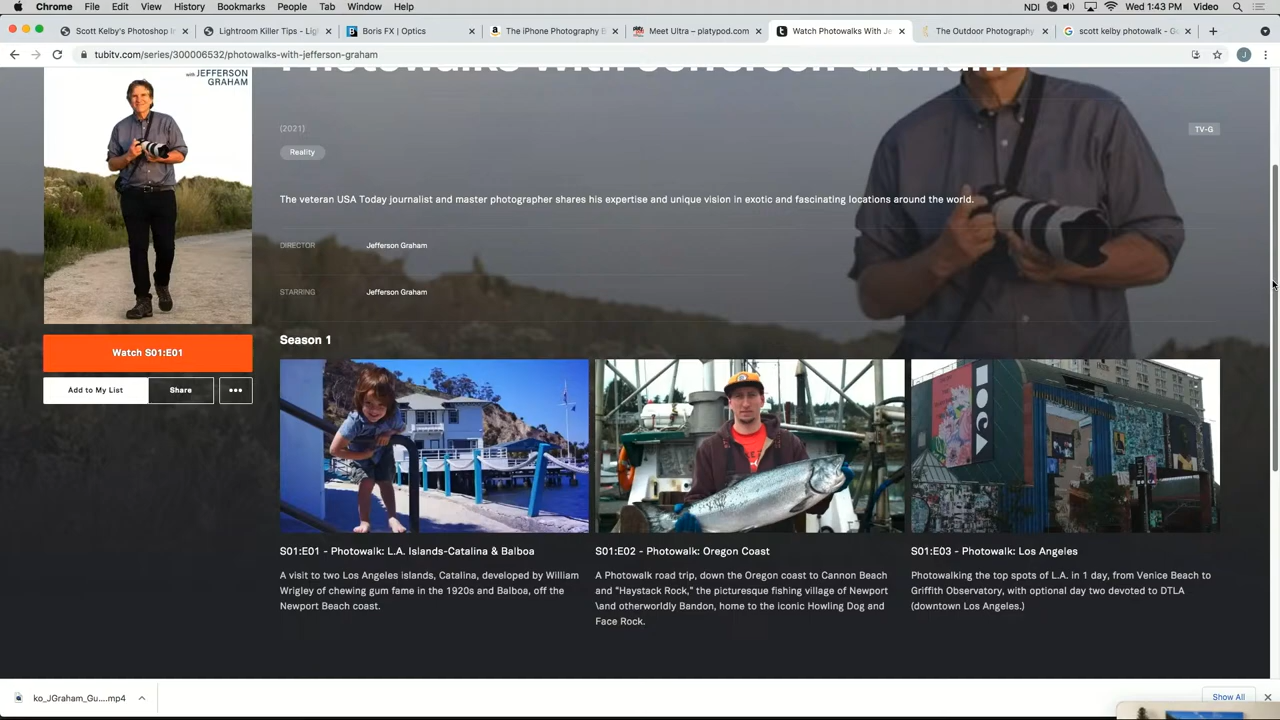 Chrome File Edit View History Bookmarks People Tab Window Help NDI Wed 1:43 PM Video
Scott Kelby's Photoshop In Lightroom Killer Tips - Ligh Boris FX | Optics The iPhone Photography B Meet Ultra – platypod.com Watch Photowalks With Je The Outdoor Photography scott kelby photowalk - G
tubitv.com/series/300006532/photowalks-with-jefferson-graham J
with JEFFERSON
GRAHAM
Photowalks with Jefferson Graham
(2021) TV-G
Reality
The veteran USA Today journalist and master photographer shares his expertise and unique vision in exotic and fascinating locations around the world.
DIRECTOR Jefferson Graham
STARRING Jefferson Graham
Watch S01:E01
Add to My List Share
Season 1
MOCA
S01:E01 - Photowalk: L.A. Islands-Catalina & Balboa
A visit to two Los Angeles islands, Catalina, developed by William
Wrigley of chewing gum fame in the 1920s and Balboa, off the
Newport Beach coast.
S01:E02 - Photowalk: Oregon Coast
A Photowalk road trip, down the Oregon coast to Cannon Beach
and "Haystack Rock," the picturesque fishing village of Newport
\and otherworldly Bandon, home to the iconic Howling Dog and
Face Rock.
S01:E03 - Photowalk: Los Angeles
Photowalking the top spots of L.A. in 1 day, from Venice Beach to
Griffith Observatory, with optional day two devoted to DTLA
(downtown Los Angeles.)
ko_JGraham_Gu....mp4 Show All